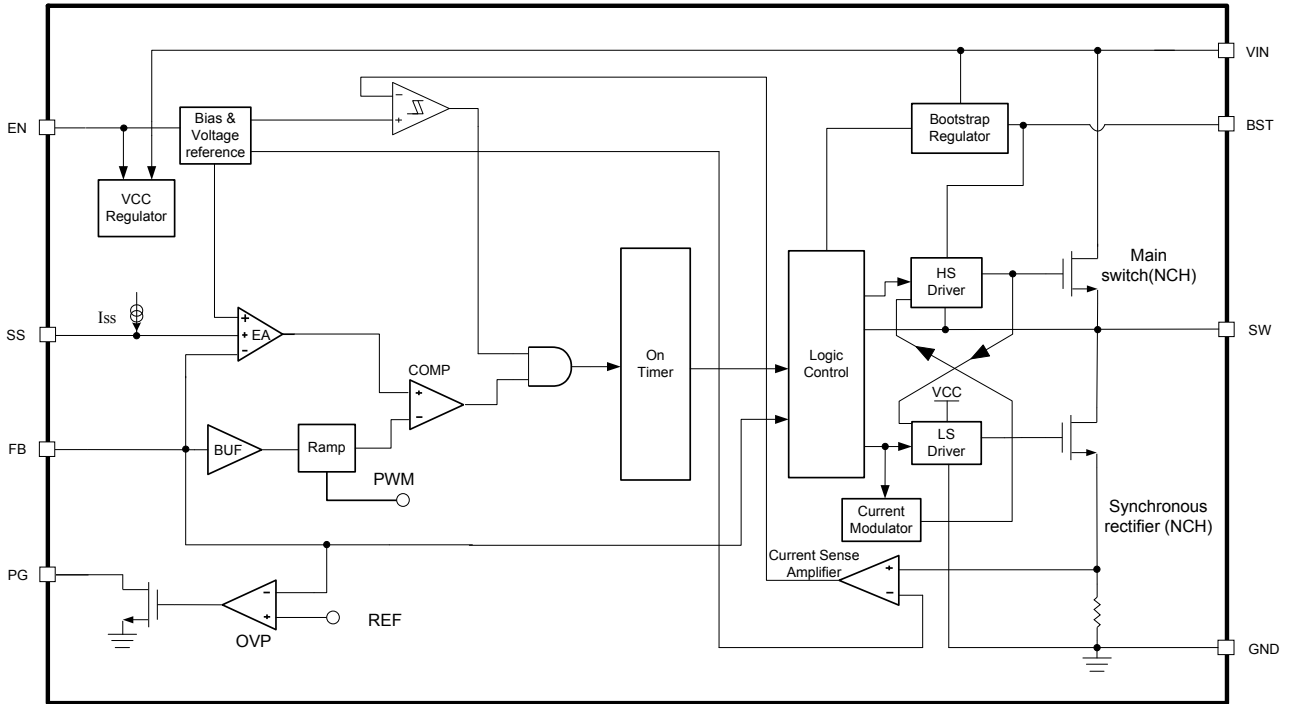 VIN
EN
Bias &
Voltage
reference
-
+
Bootstrap
Regulator
BST
VCC
Regulator
Main
switch(NCH)
HS
Driver
Iss
SS
+
+
-
EA
On
Timer
Logic
Control
SW
COMP
+
-
VCC
LS
Driver
FB
BUF
Ramp
PWM
Current
Modulator
Synchronous
rectifier (NCH)
Current Sense
Amplifier
+
-
PG
-
+
REF
OVP
GND